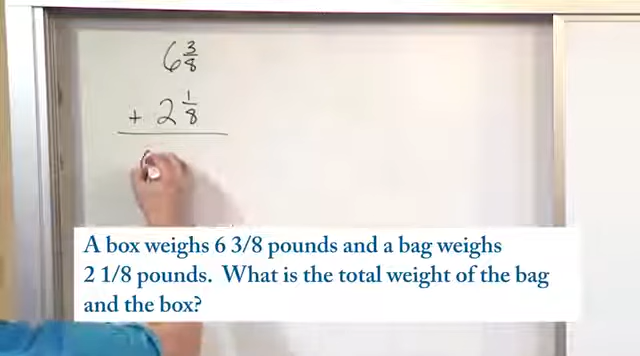 6 3/8
+ 2 1/8
A box weighs 6 3/8 pounds and a bag weighs
2 1/8 pounds. What is the total weight of the bag
and the box?